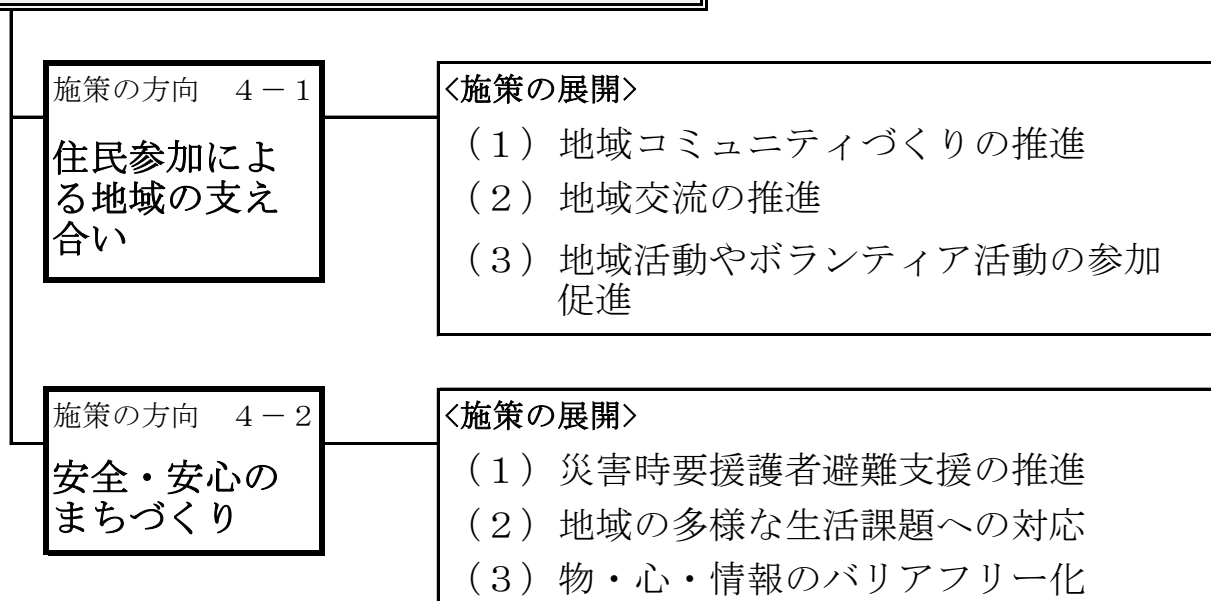 施策の方向　４－１
住民参加によ
る地域の支え
合い
<施策の展開>
（１）地域コミュニティづくりの推進
（２）地域交流の推進
（３）地域活動やボランティア活動の参加
促進
施策の方向　４－２
安全・安心の
まちづくり
<施策の展開>
（１）災害時要援護者避難支援の推進
（２）地域の多様な生活課題への対応
（３）物・心・情報のバリアフリー化